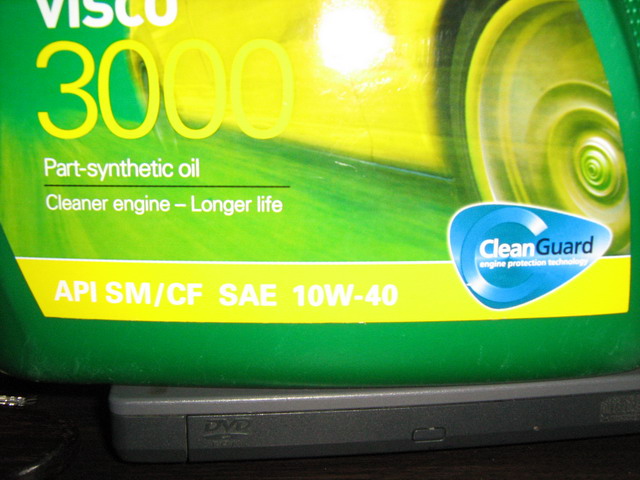 VISCO
3000
Part-synthetic oil
Cleaner engine – Longer life
CleanGuard
engine protection technology
API SM/CF SAE 10W-40
DVD